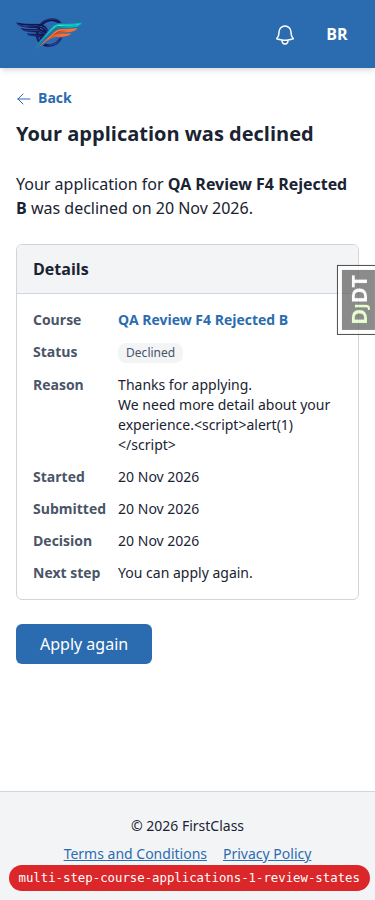 BR
Back
Your application was declined
Your application for QA Review F4 Rejected
B was declined on 20 Nov 2026.
Details
DjDT
Course QA Review F4 Rejected B
Status Declined
Reason Thanks for applying.
We need more detail about your
experience.<script>alert(1)
</script>
Started 20 Nov 2026
Submitted 20 Nov 2026
Decision 20 Nov 2026
Next step You can apply again.
Apply again
© 2026 FirstClass
Terms and Conditions Privacy Policy
multi-step-course-applications-1-review-states